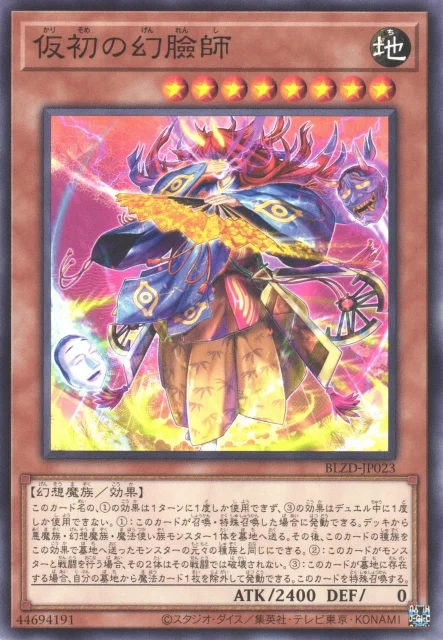 仮初の幻臉師
地
BLZD-JP023
【幻想魔族／効果】
このカード名の、①の効果は1ターンに1度しか使用できず、③の効果はデュエル中に1度
しか使用できない。①：このカードが召喚・特殊召喚した場合に発動できる。デッキから
悪魔族・幻想魔族・魔法使い族モンスター1体を墓地へ送る。その後、このカードの種族を
この効果で墓地へ送ったモンスターの元々の種族と同じにできる。②：このカードがモンス
ターと戦闘を行う場合、その2体はその戦闘では破壊されない。③：このカードが墓地に存在
する場合、自分の墓地から魔法カード1枚を除外して発動できる。このカードを特殊召喚する。
ATK/2400 DEF/ 0
44694191
©スタジオ・ダイス／集英社・テレビ東京・KONAMI